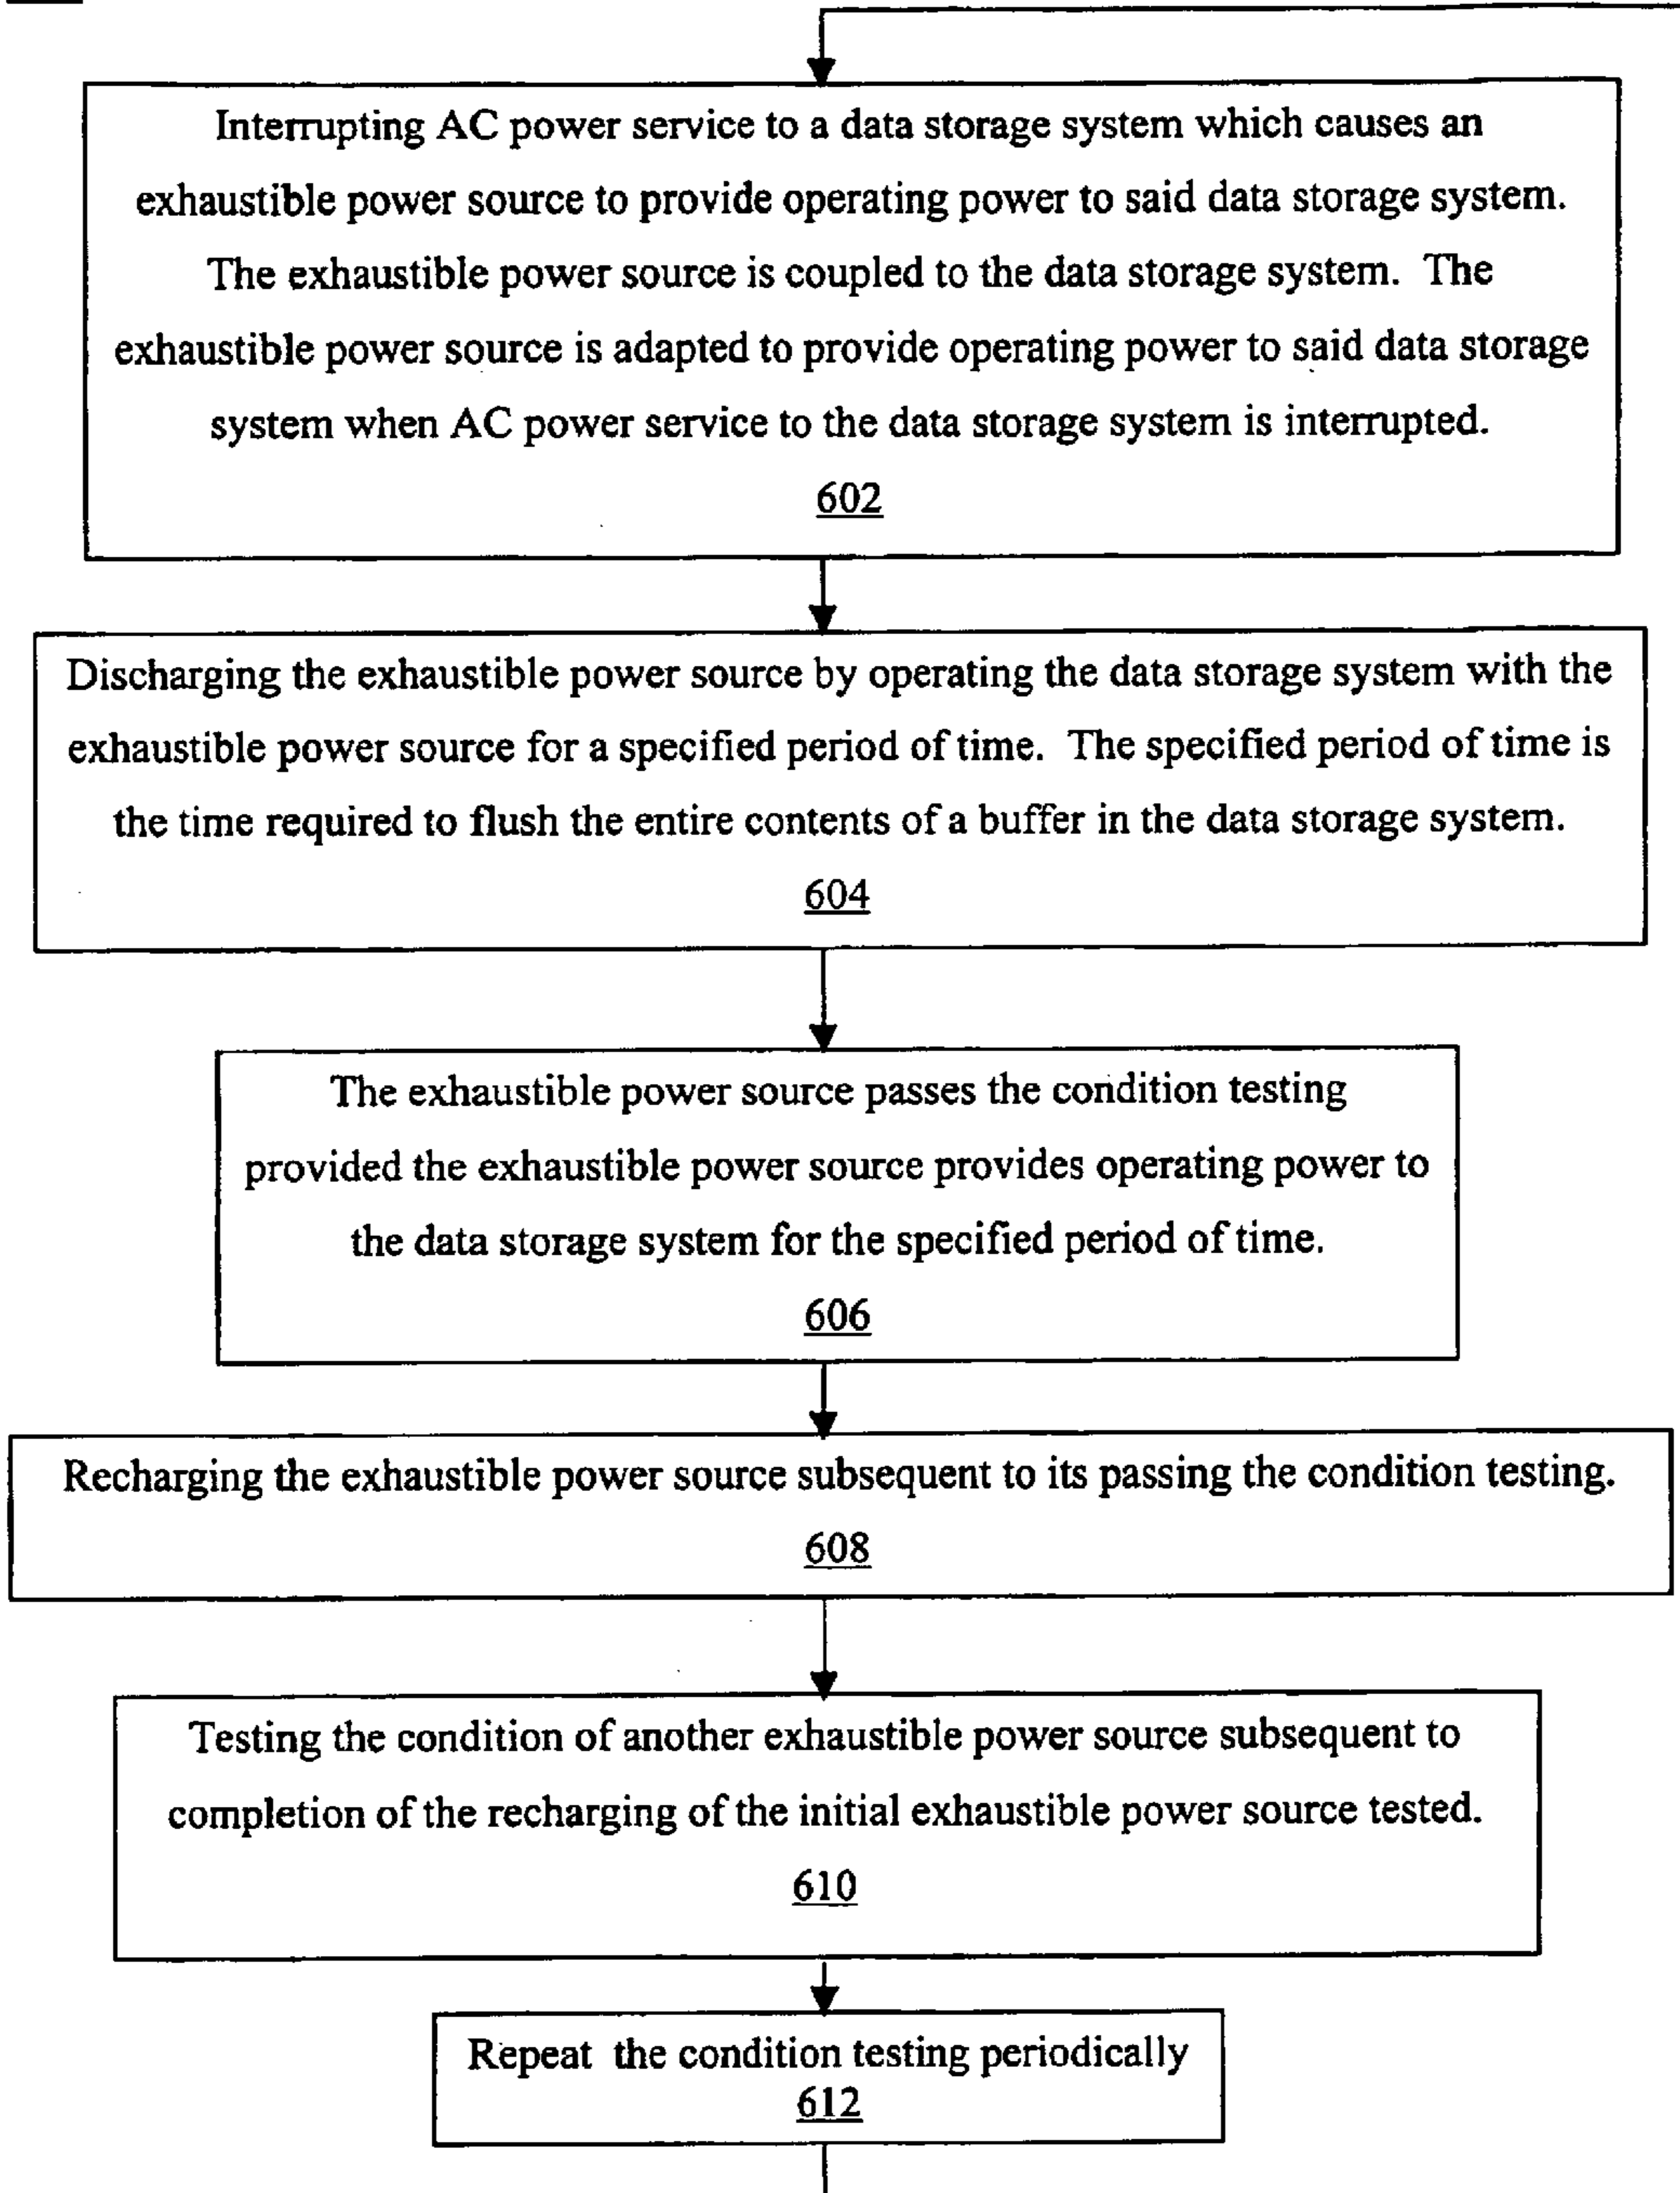 Interrupting AC power service to a data storage system which causes an
exhaustible power source to provide operating power to said data storage system.
The exhaustible power source is coupled to the data storage system. The
exhaustible power source is adapted to provide operating power to said data storage
system when AC power service to the data storage system is interrupted.
602
Discharging the exhaustible power source by operating the data storage system with the
exhaustible power source for a specified period of time. The specified period of time is
the time required to flush the entire contents of a buffer in the data storage system.
604
The exhaustible power source passes the condition testing
provided the exhaustible power source provides operating power to
the data storage system for the specified period of time.
606
Recharging the exhaustible power source subsequent to its passing the condition testing.
608
Testing the condition of another exhaustible power source subsequent to
completion of the recharging of the initial exhaustible power source tested.
610
Repeat the condition testing periodically
612